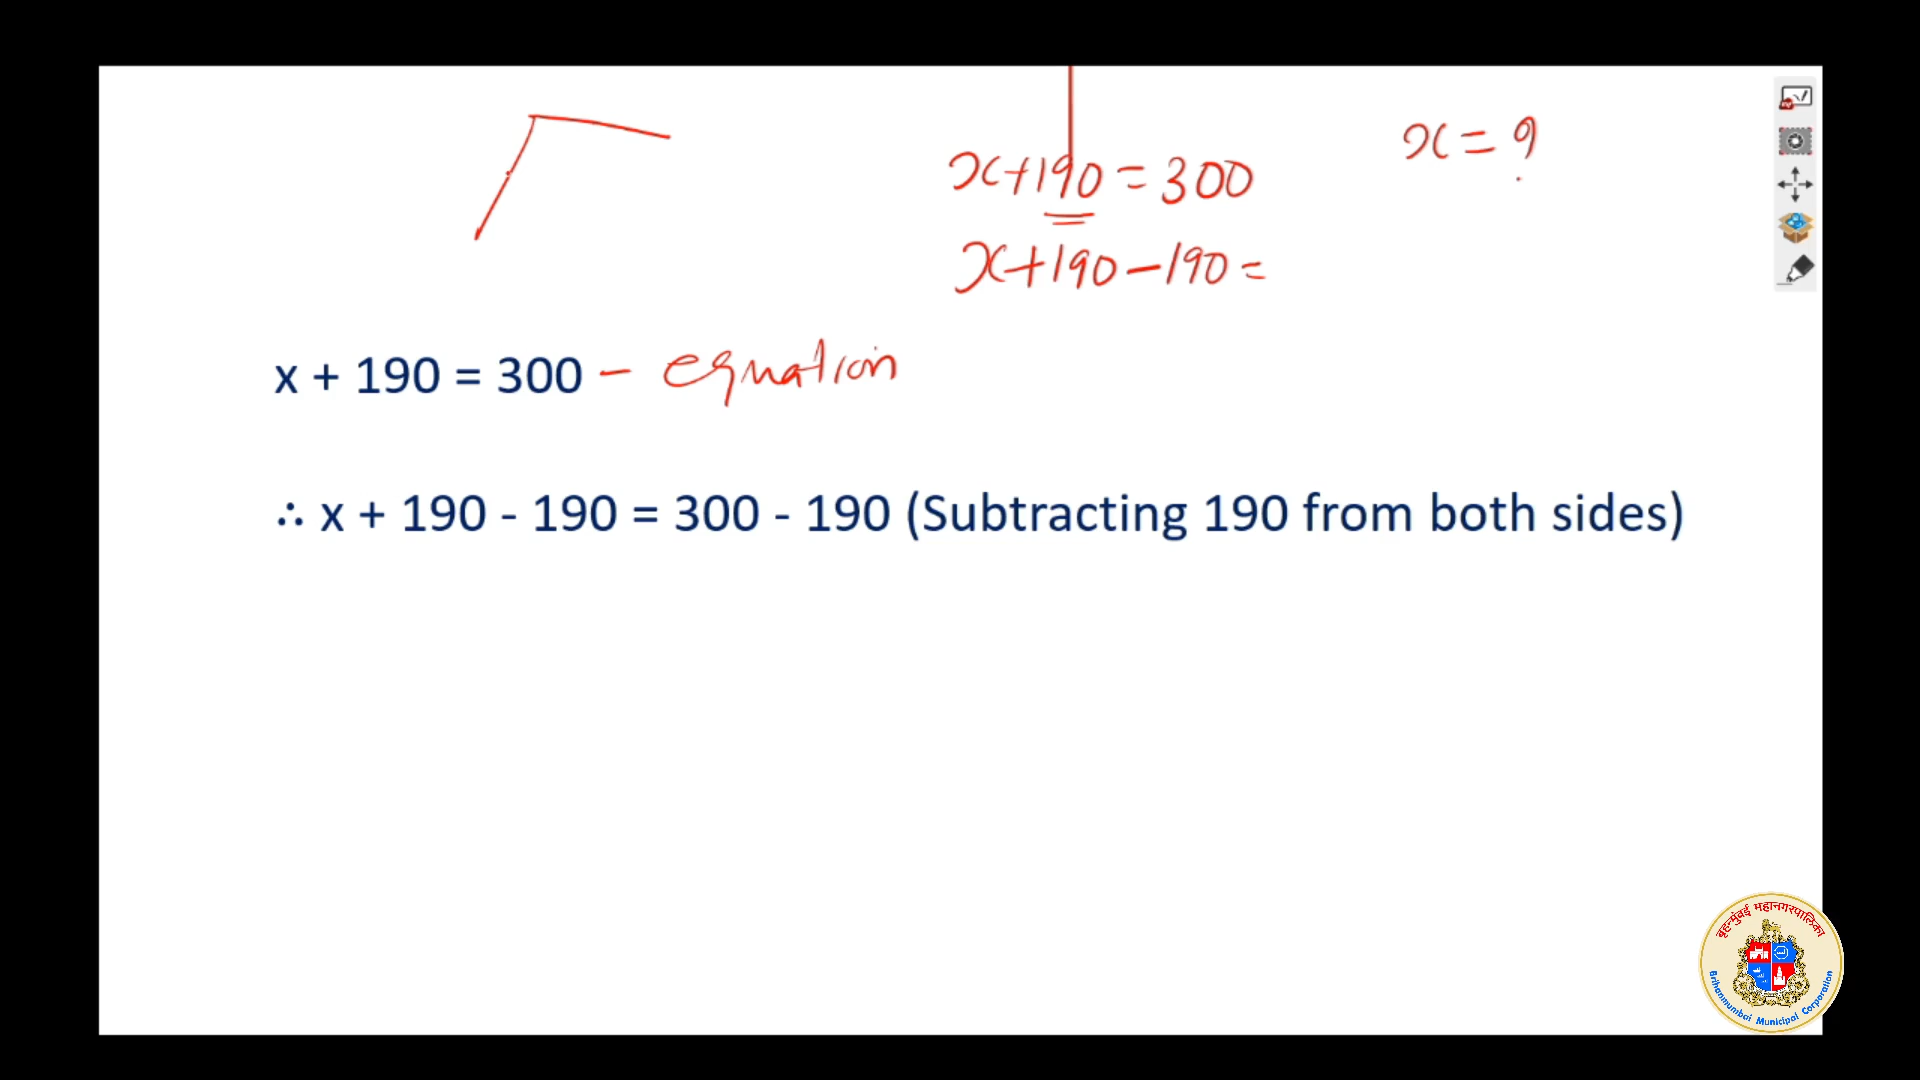 x = ?
x + 190 = 300
x + 190 - 190 =
x + 190 = 300 - equation
∴ x + 190 - 190 = 300 - 190 (Subtracting 190 from both sides)
बृहन्मुंबई महानगरपालिका
Brihanmumbai Municipal Corporation